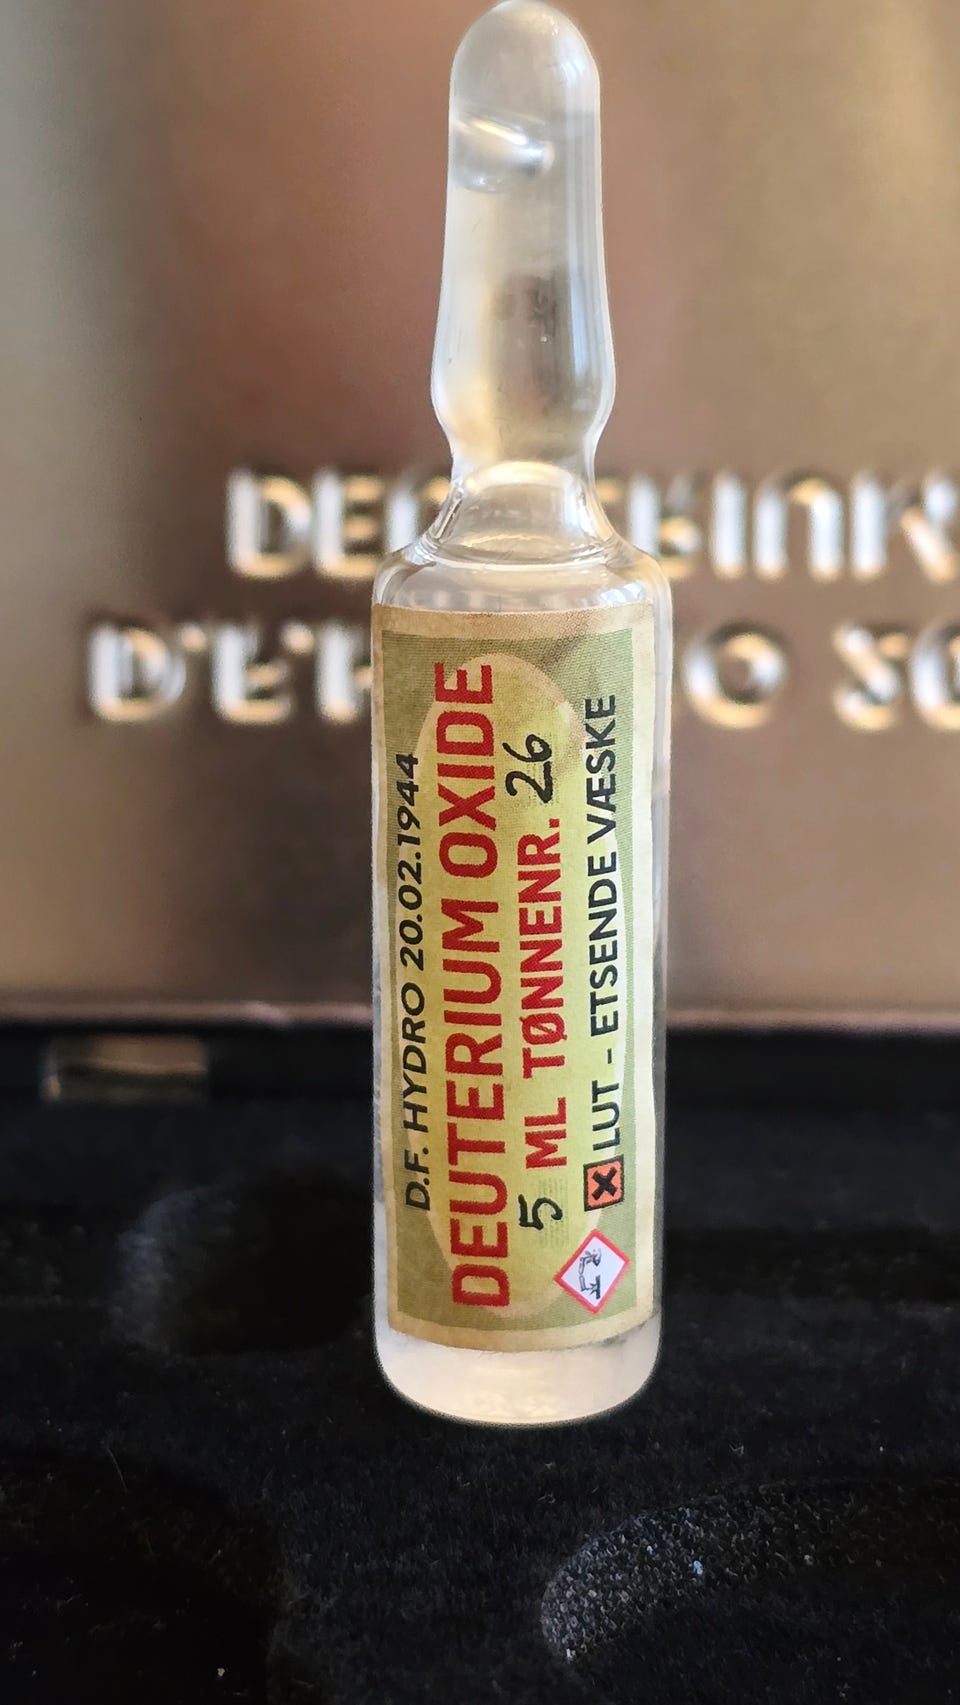 D.F. HYDRO 20.02.1944
DEUTERIUM OXIDE
5 ML TØNNENR. 26
LUT - ETSENDE VÆSKE